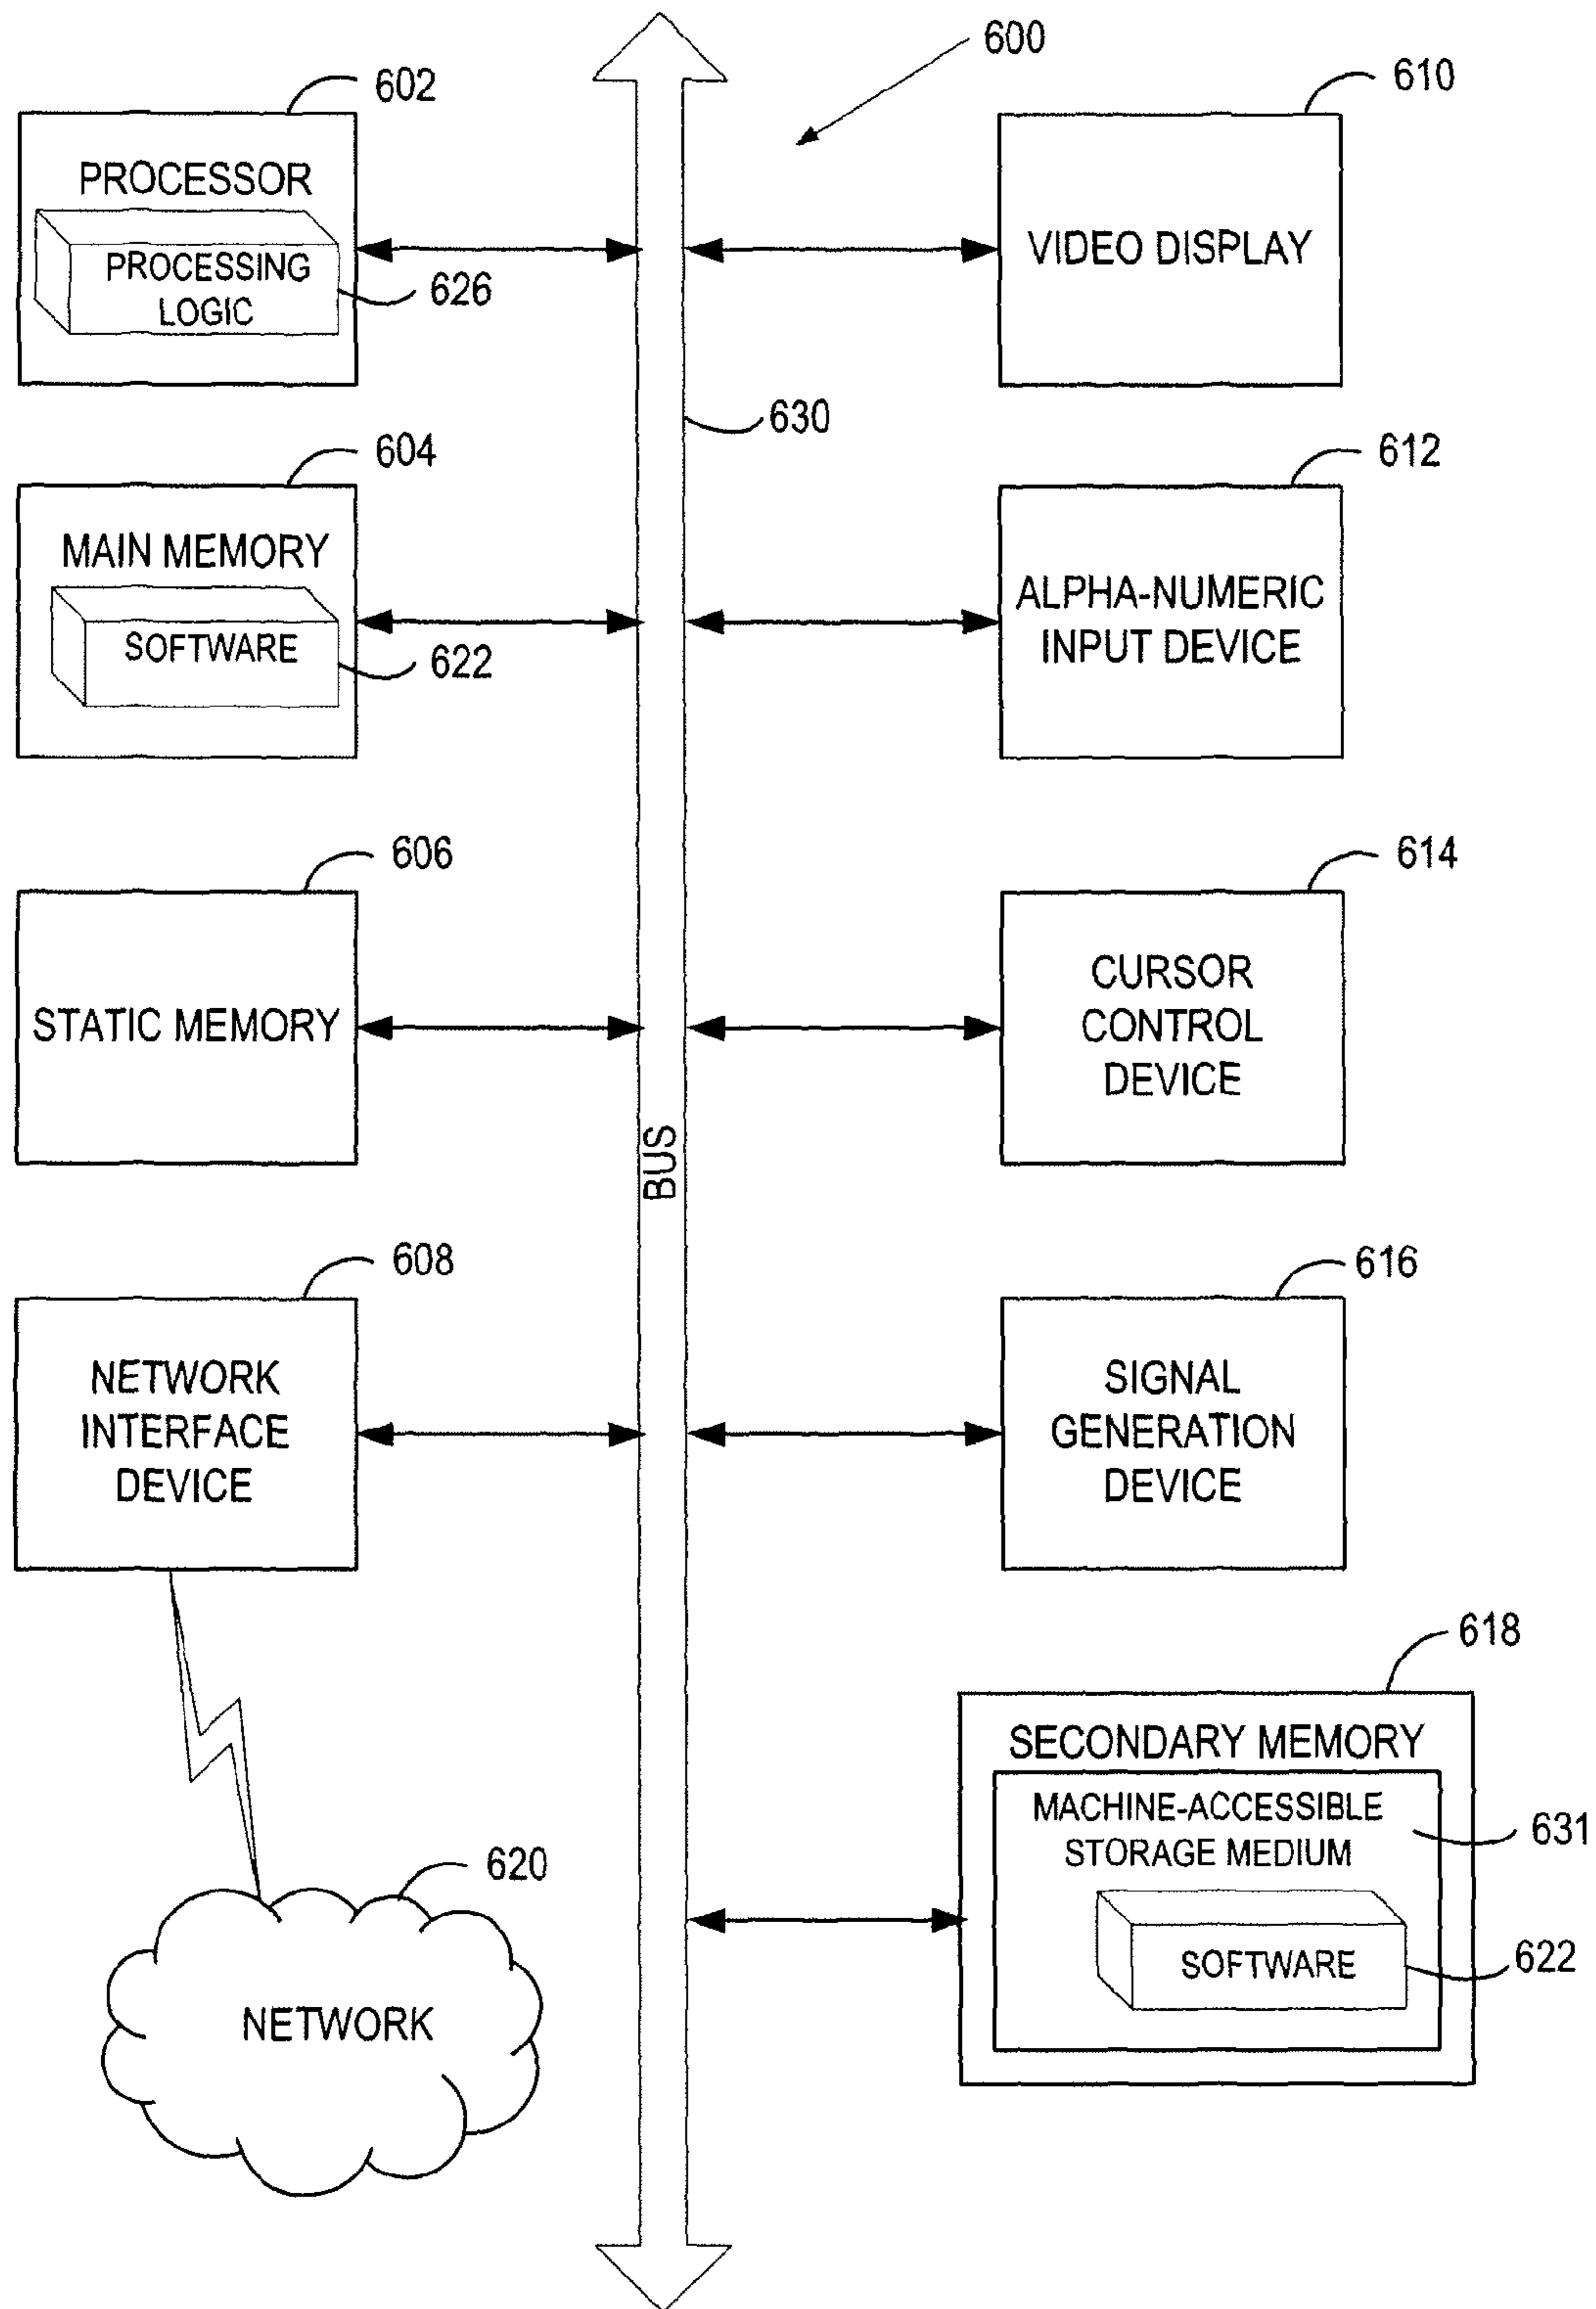 600
602
PROCESSOR
PROCESSING
LOGIC
626
610
VIDEO DISPLAY
630
604
MAIN MEMORY
SOFTWARE
622
612
ALPHA-NUMERIC
INPUT DEVICE
606
STATIC MEMORY
614
CURSOR
CONTROL
DEVICE
BUS
608
NETWORK
INTERFACE
DEVICE
616
SIGNAL
GENERATION
DEVICE
618
SECONDARY MEMORY
MACHINE-ACCESSIBLE
STORAGE MEDIUM
631
SOFTWARE
622
620
NETWORK